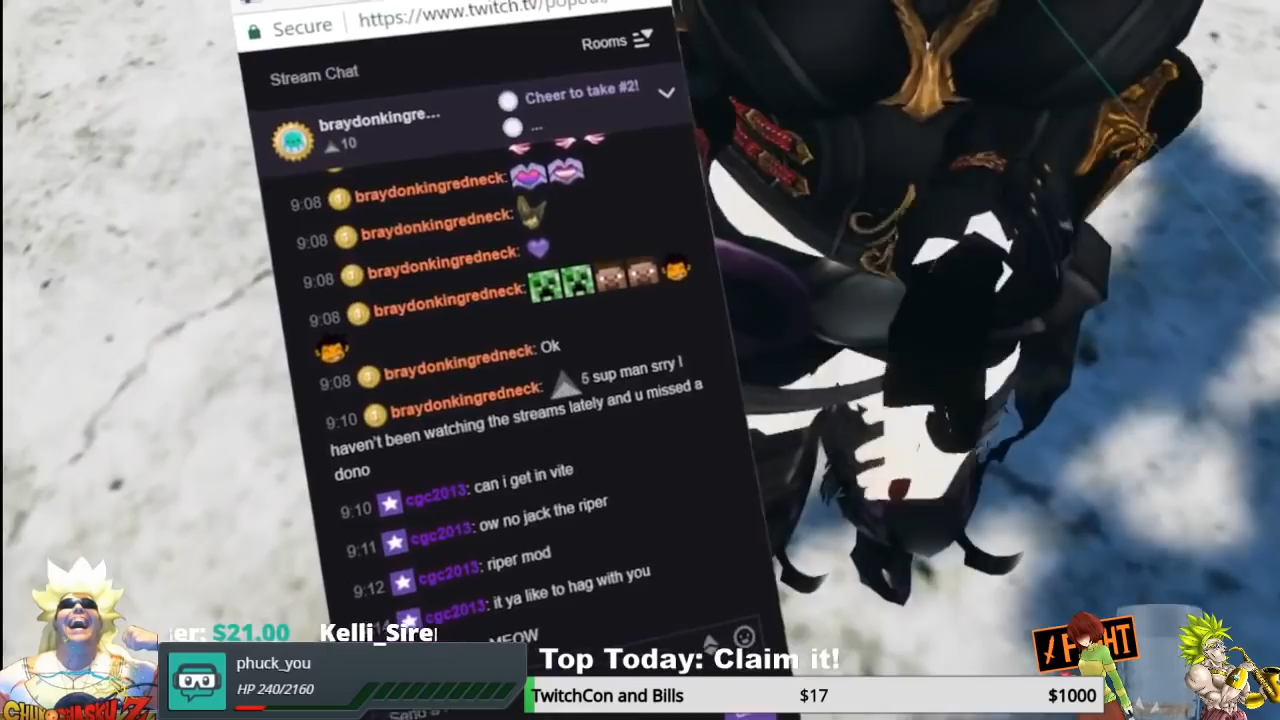 Secure https://www.twitch.tv/popout/
Stream Chat
Rooms
braydonkingre...
10
Cheer to take #2!
...
9:08 braydonkingredneck:
9:08 braydonkingredneck:
9:08 braydonkingredneck:
9:08 braydonkingredneck:
9:08 braydonkingredneck: Ok
9:10 braydonkingredneck: 5 sup man srry I
haven't been watching the streams lately and u missed a
dono
9:10 cgc2013: can i get in vite
9:11 cgc2013: ow no jack the riper
9:12 cgc2013: riper mod
cgc2013: it ya like to hag with you
MEOW
er: $21.00 Kelli_Sire
phuck_you
HP 240/2160
Top Today: Claim it!
TwitchCon and Bills $17 $1000
FIGHT